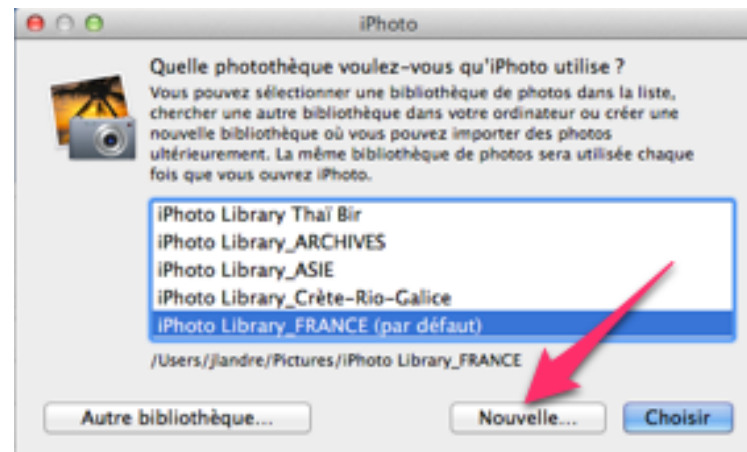 iPhoto
Quelle photothèque voulez-vous qu'iPhoto utilise ?
Vous pouvez sélectionner une bibliothèque de photos dans la liste,
chercher une autre bibliothèque dans votre ordinateur ou créer une
nouvelle bibliothèque où vous pouvez importer des photos
ultérieurement. La même bibliothèque de photos sera utilisée chaque
fois que vous ouvrez iPhoto.
iPhoto Library Thaï Bir
iPhoto Library_ARCHIVES
iPhoto Library_ASIE
iPhoto Library_Crète-Rio-Galice
iPhoto Library_FRANCE (par défaut)
/Users/jlandre/Pictures/iPhoto Library_FRANCE
Autre bibliothèque... Nouvelle... Choisir